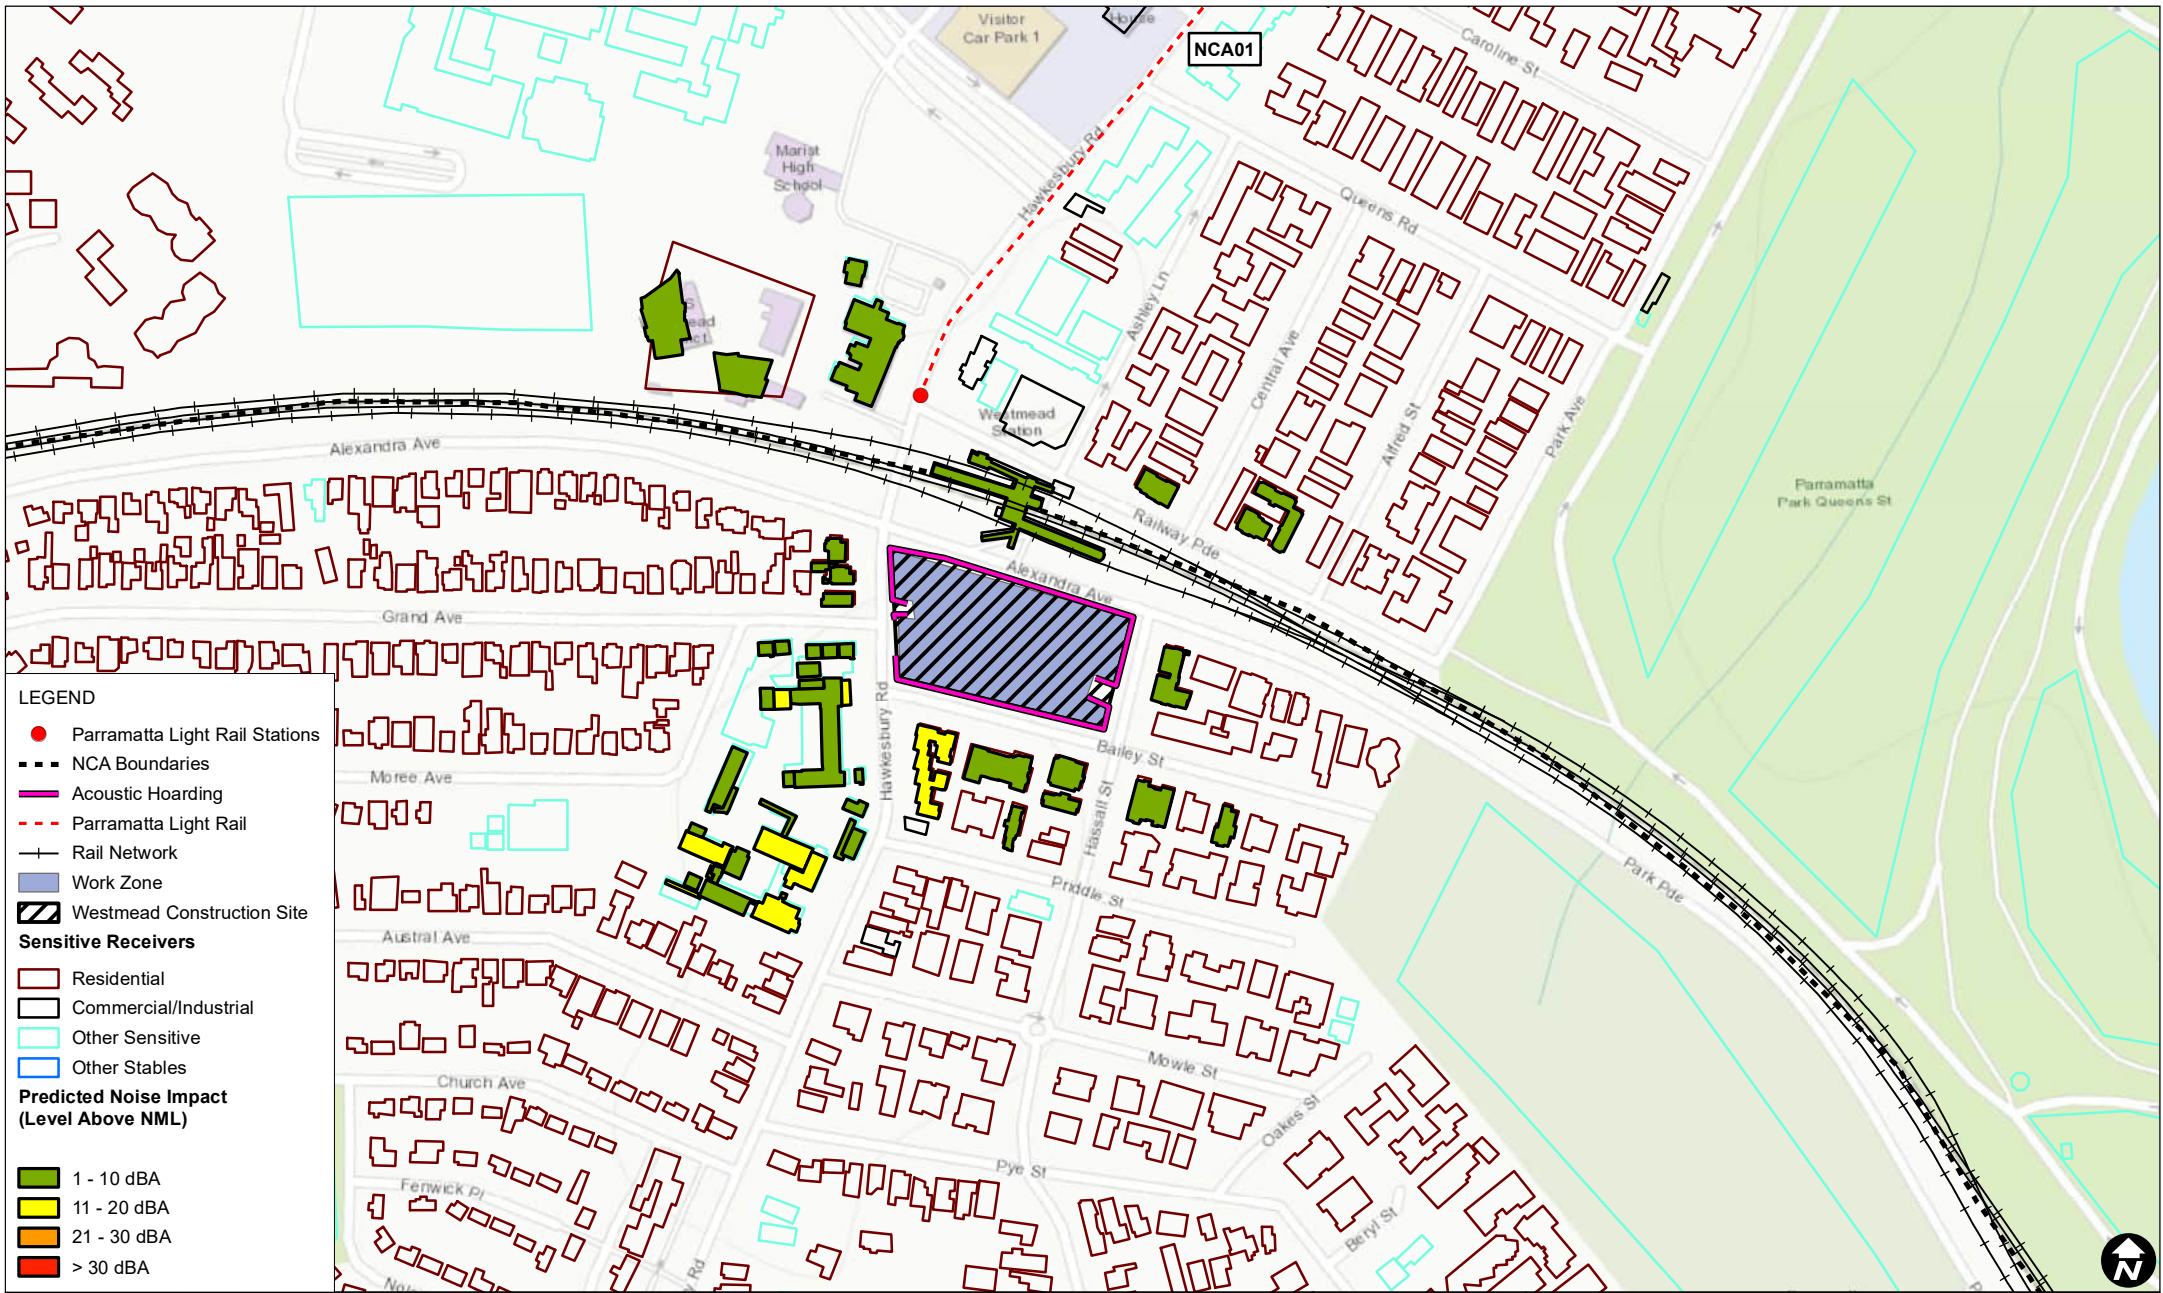 Visitor
Car Park 1
House
NCA01
Caroline St
Marist
High
School
Hawkesbury Rd
Queens Rd
Ashley Ln
Central Ave
Alfred St
Park Ave
Westmead
Station
Alexandra Ave
Railway Pde
Parramatta
Park Queens St
Alexandra Ave
Grand Ave
Hawkesbury Rd
Bailey St
Hassall St
Moree Ave
Priddle St
Park Pde
Austral Ave
Mowle St
Church Ave
Oakes St
Pye St
Fenwick Pl
Beryl St
LEGEND
Parramatta Light Rail Stations
NCA Boundaries
Acoustic Hoarding
Parramatta Light Rail
Rail Network
Work Zone
Westmead Construction Site
Sensitive Receivers
Residential
Commercial/Industrial
Other Sensitive
Other Stables
Predicted Noise Impact
(Level Above NML)
1 - 10 dBA
11 - 20 dBA
21 - 30 dBA
> 30 dBA
N